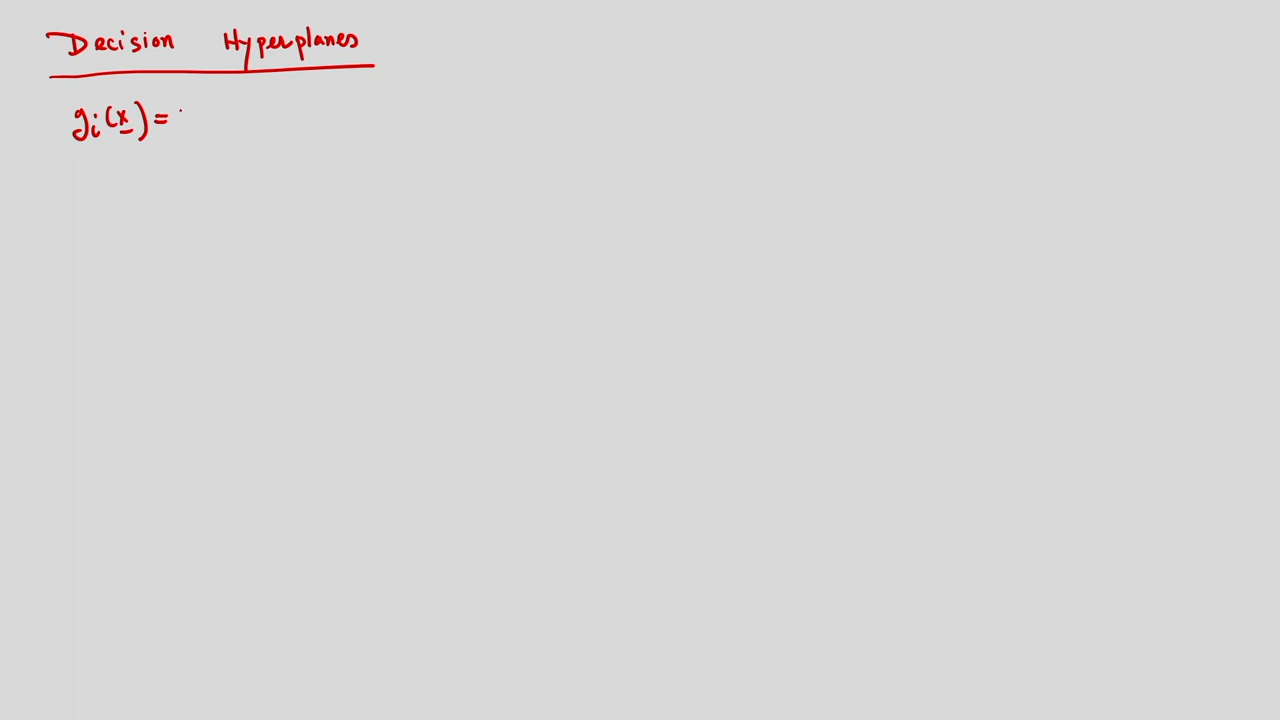 Decision Hyperplanes
gᵢ(x̲) =